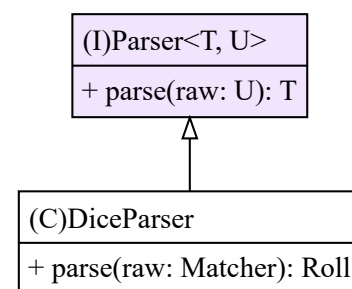 (I)Parser<T, U>
+ parse(raw: U): T
(C)DiceParser
+ parse(raw: Matcher): Roll